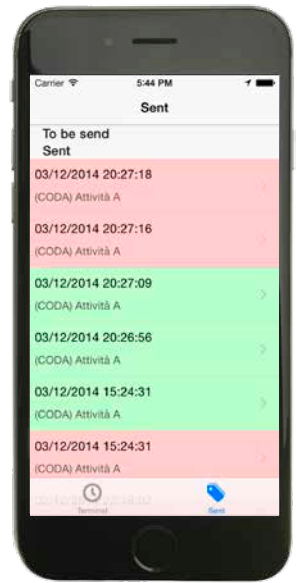 Carrier 5:44 PM
Sent
To be send
Sent
03/12/2014 20:27:18
(CODA) Attività A
03/12/2014 20:27:16
(CODA) Attività A
03/12/2014 20:27:09
(CODA) Attività A
03/12/2014 20:26:56
(CODA) Attività A
03/12/2014 15:24:31
(CODA) Attività A
03/12/2014 15:24:31
(CODA) Attività A
Terminal Sent